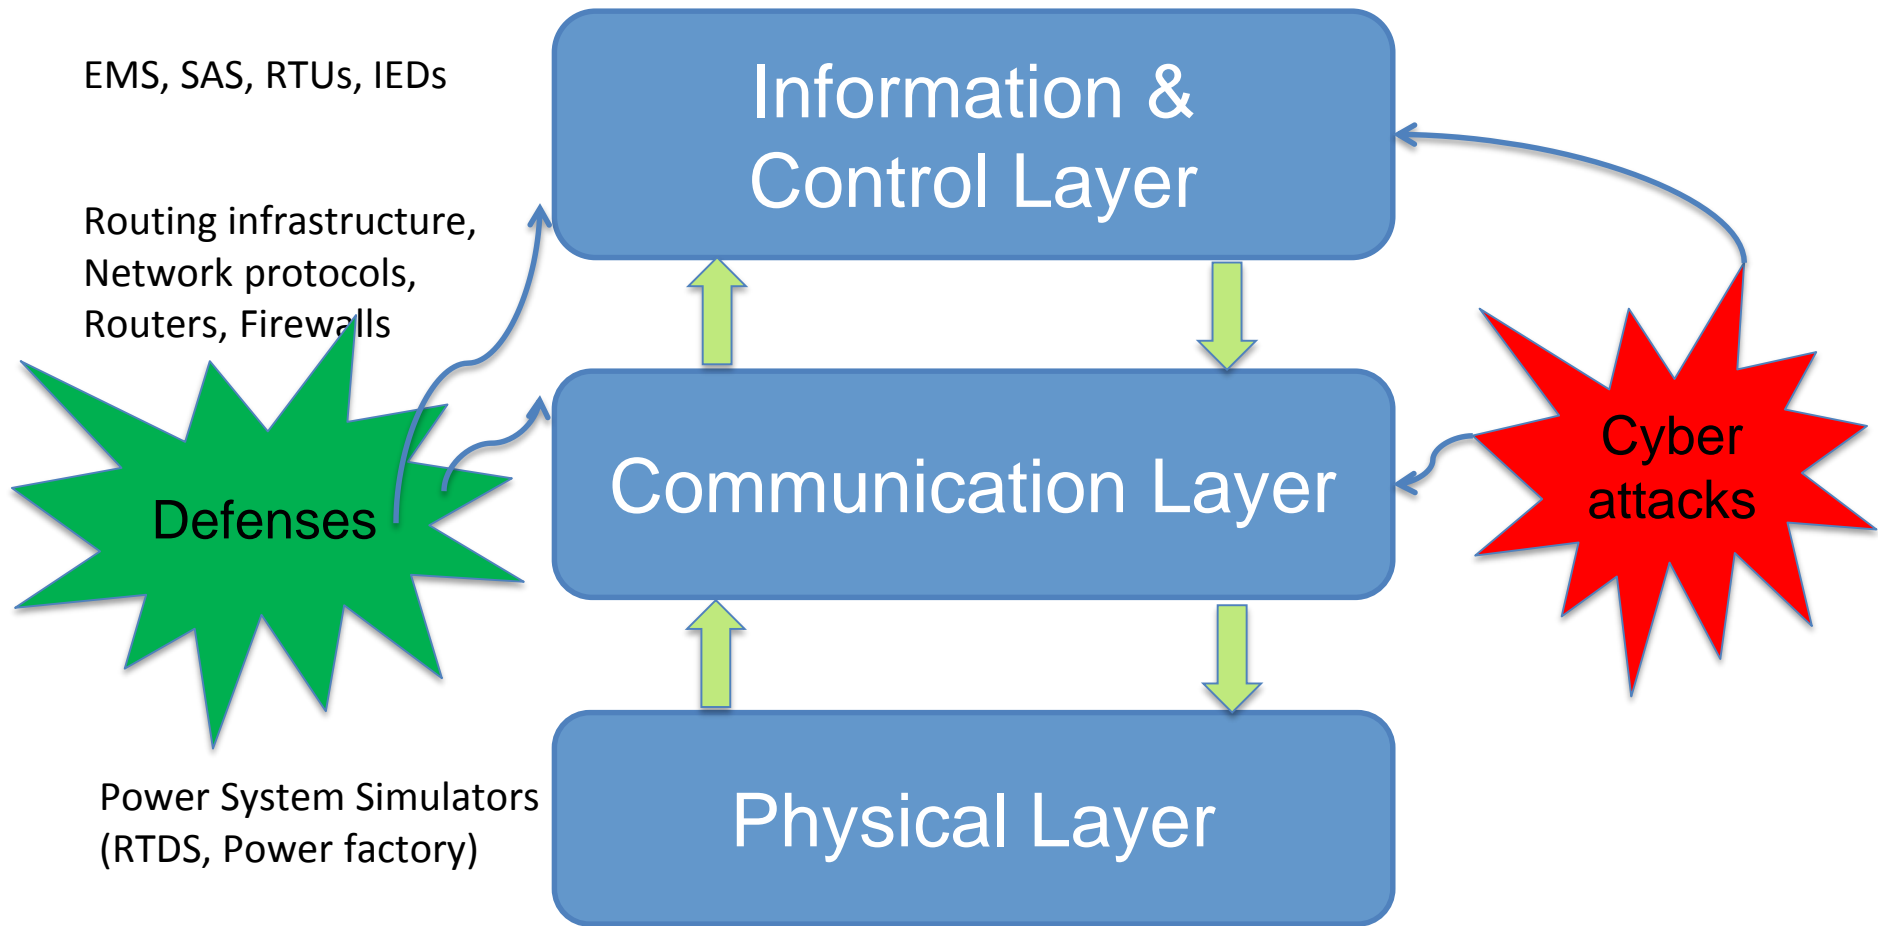 EMS, SAS, RTUs, IEDs
Information &
Control Layer
Routing infrastructure,
Network protocols,
Routers, Firewalls
Defenses
Communication Layer
Cyber
attacks
Power System Simulators
(RTDS, Power factory)
Physical Layer